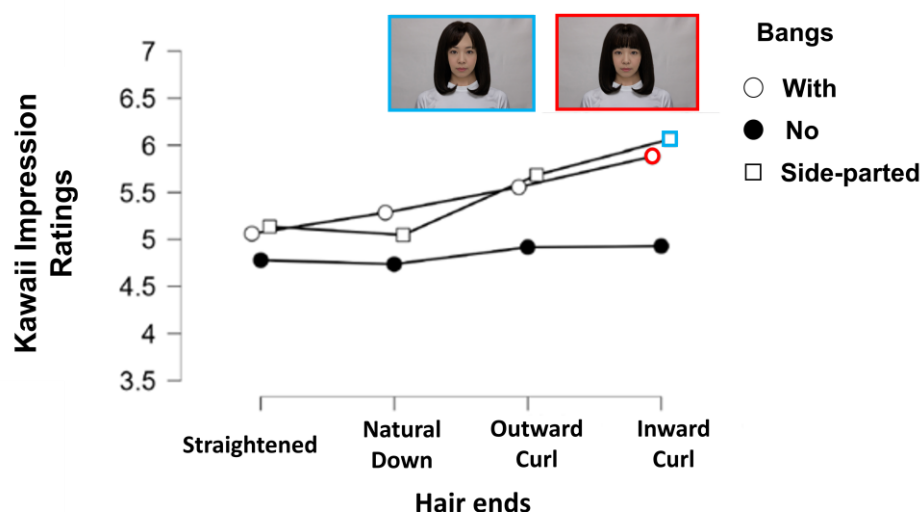 Kawaii Impression
Ratings
7
6.5
6
5.5
5
4.5
4
3.5
Straightened
Natural
Down
Outward
Curl
Inward
Curl
Hair ends
Bangs
With
No
Side-parted